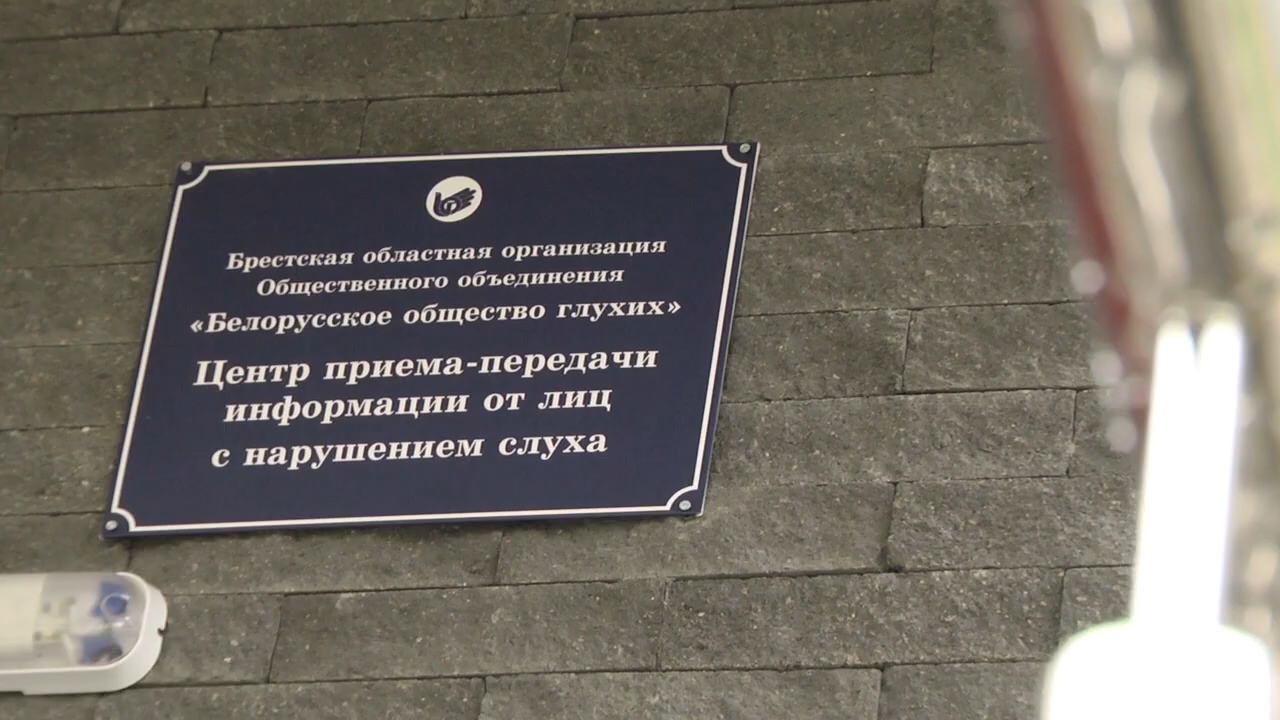 Брестская областная организация
Общественного объединения
«Белорусское общество глухих»
Центр приема-передачи
информации от лиц
с нарушением слуха